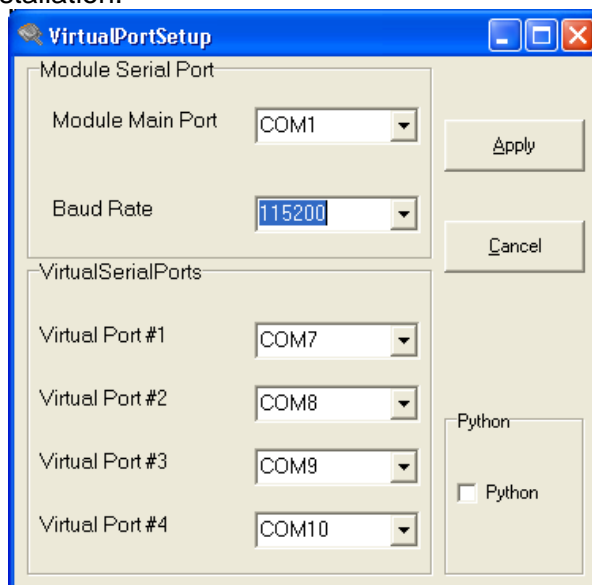 stallation.
VirtualPortSetup
Module Serial Port
Module Main Port COM1
Apply
Baud Rate 115200
Cancel
VirtualSerialPorts
Virtual Port #1 COM7
Virtual Port #2 COM8
Python
Virtual Port #3 COM9
Python
Virtual Port #4 COM10